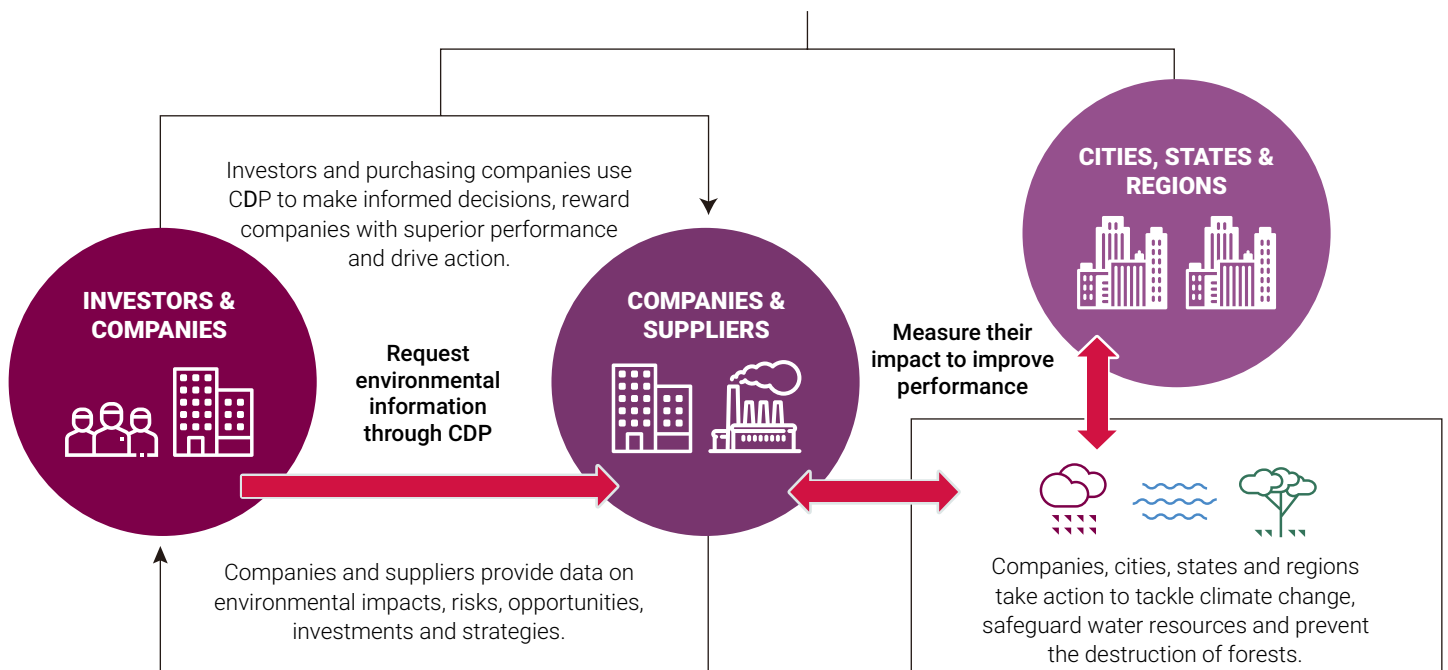 Investors and purchasing companies use
CDP to make informed decisions, reward
companies with superior performance
and drive action.
CITIES, STATES &
REGIONS
INVESTORS &
COMPANIES
COMPANIES &
SUPPLIERS
Request
environmental
information
through CDP
Measure their
impact to improve
performance
Companies and suppliers provide data on
environmental impacts, risks, opportunities,
investments and strategies.
Companies, cities, states and regions
take action to tackle climate change,
safeguard water resources and prevent
the destruction of forests.